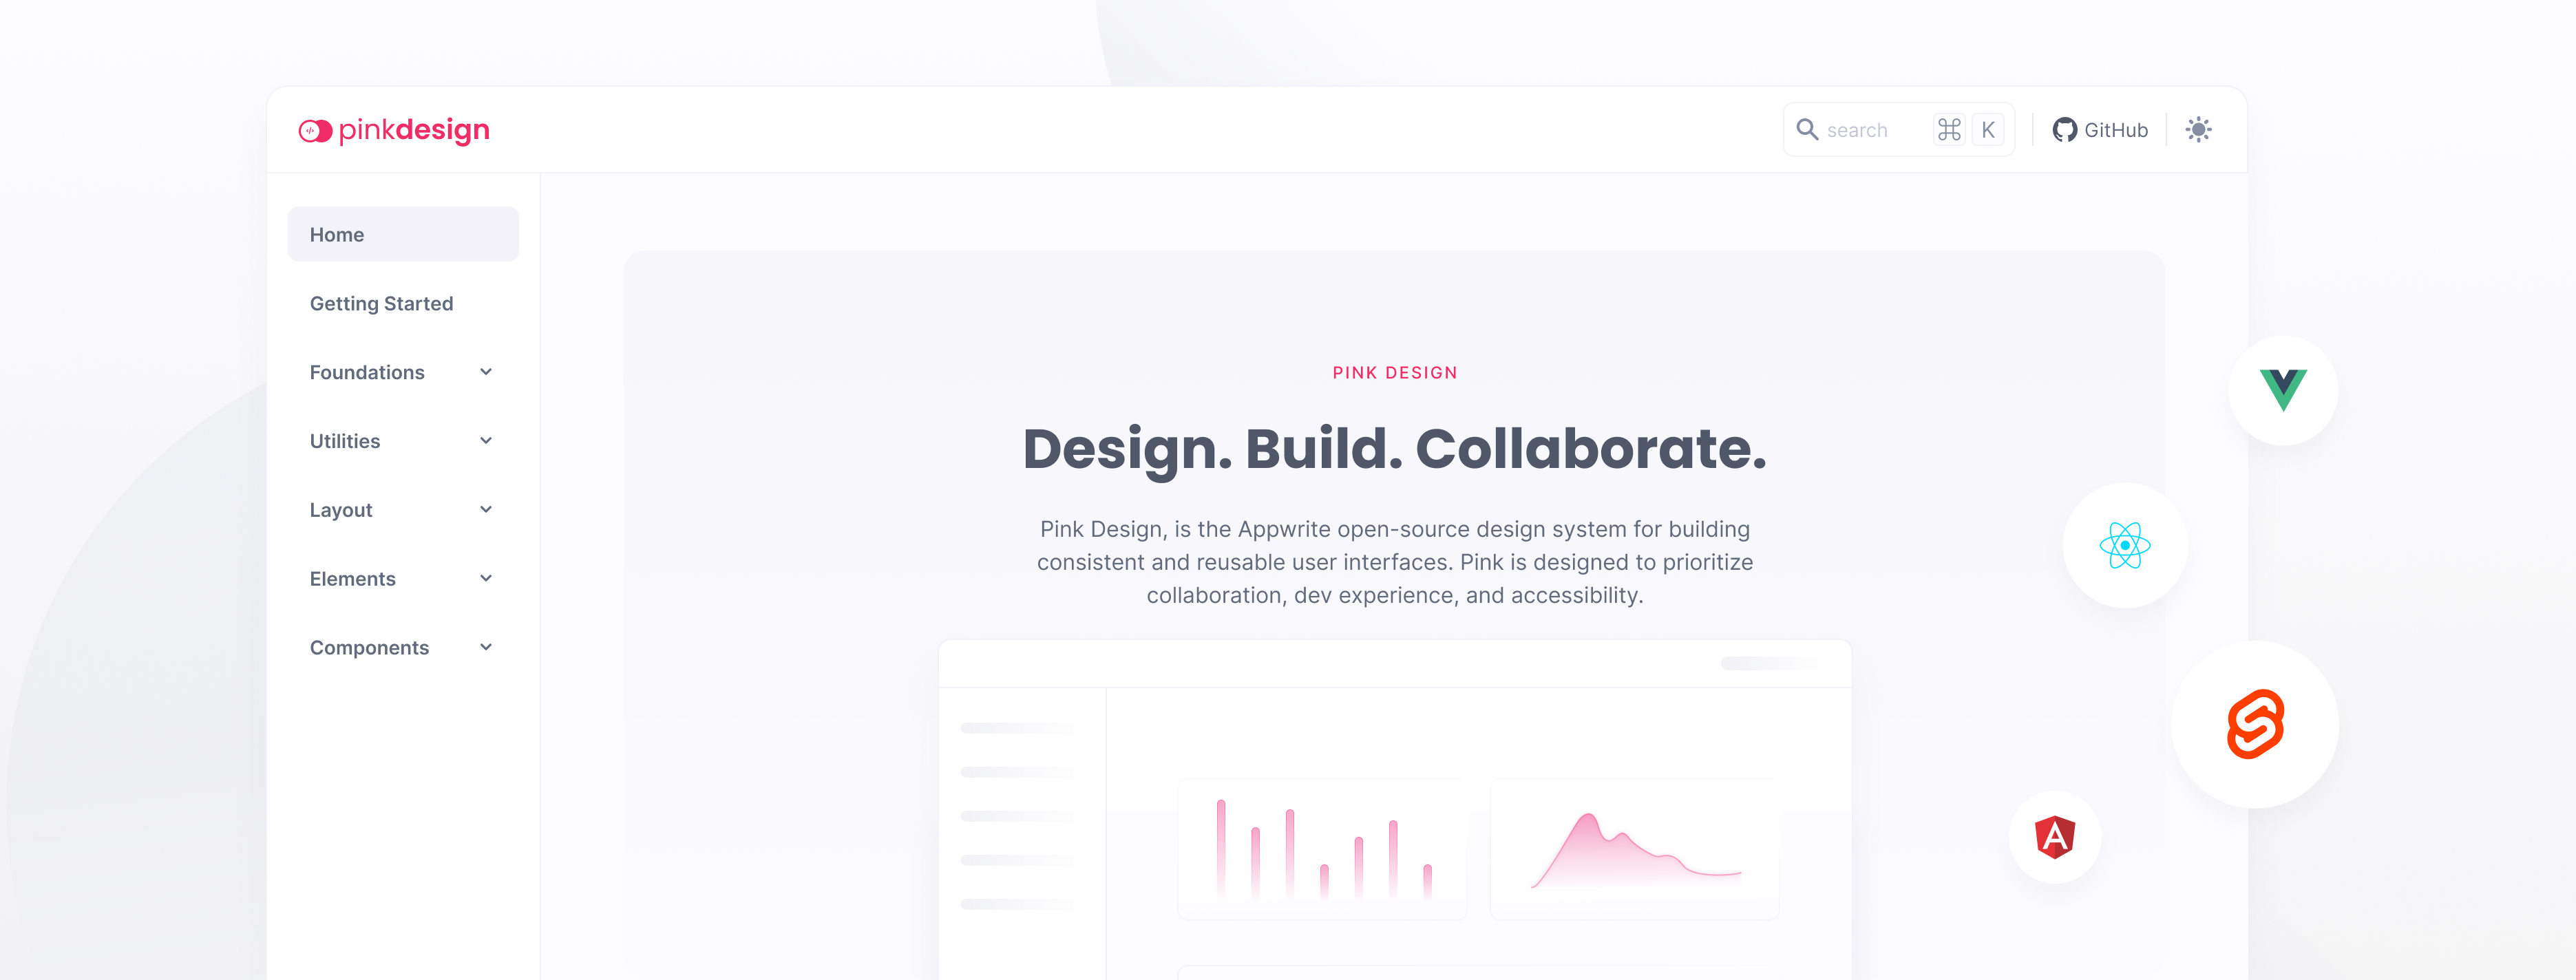 pinkdesign
search
⌘ K
GitHub
Home
Getting Started
Foundations
Utilities
Layout
Elements
Components
PINK DESIGN
Design. Build. Collaborate.
Pink Design, is the Appwrite open-source design system for building
consistent and reusable user interfaces. Pink is designed to prioritize
collaboration, dev experience, and accessibility.